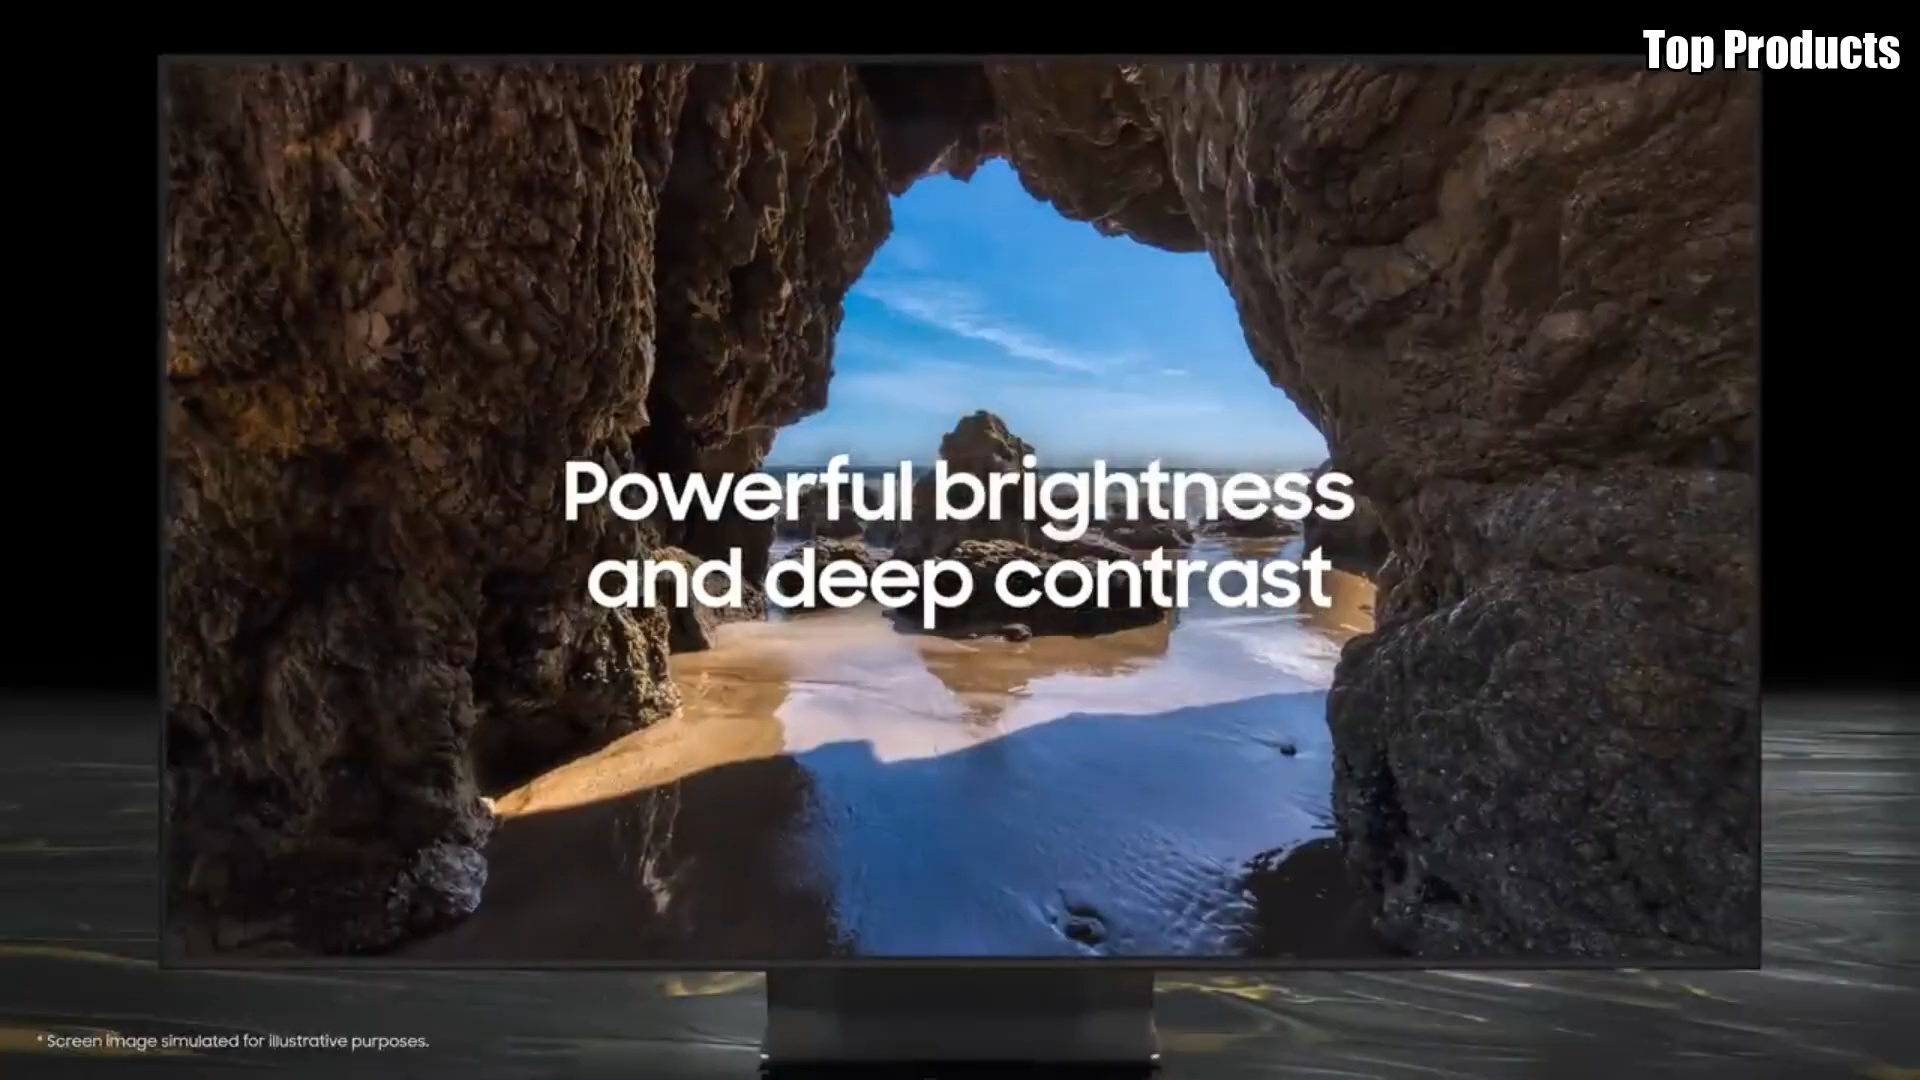 Top Products
Powerful brightness
and deep contrast
* Screen image simulated for illustrative purposes.